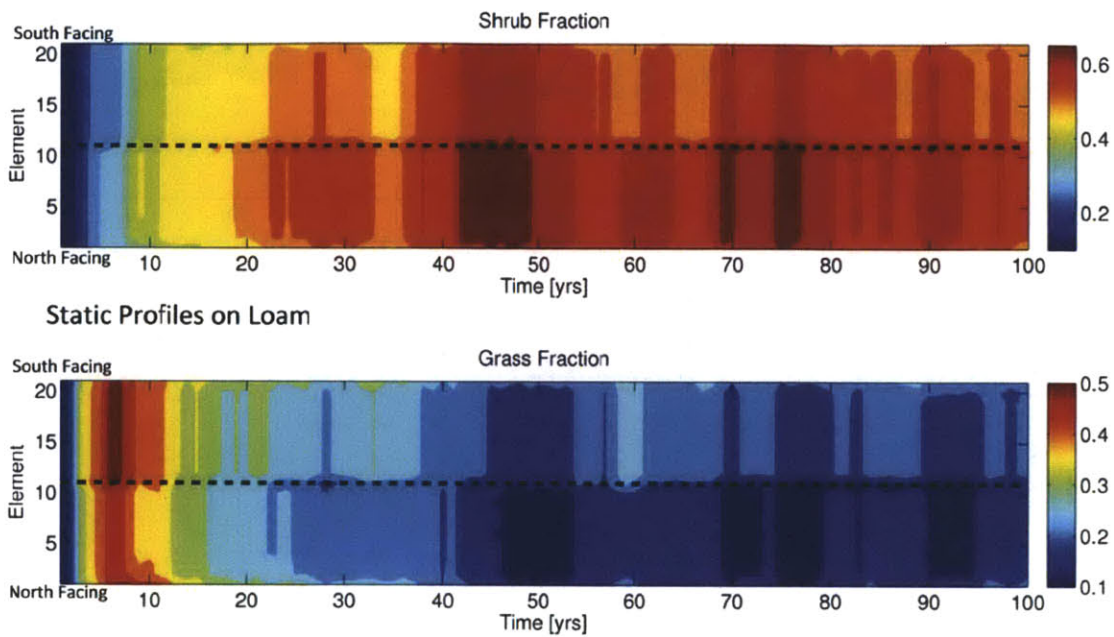 Shrub Fraction
South Facing
20
15
10
5
Element
North Facing
10 20 30 40 50 60 70 80 90 100
Time [yrs]
0.6
0.4
0.2
Static Profiles on Loam
Grass Fraction
South Facing
20
15
10
5
Element
North Facing
10 20 30 40 50 60 70 80 90 100
Time [yrs]
0.5
0.4
0.3
0.2
0.1